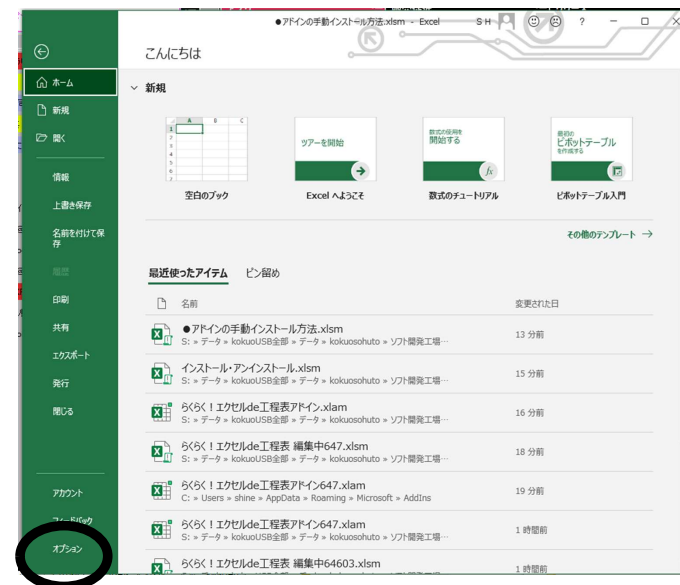 ●アドインの手動インストール方法.xlsm - Excel
S H
?
こんにちは
ホーム
新規
開く
情報
上書き保存
名前を付けて保
存
履歴
印刷
共有
エクスポート
発行
閉じる
アカウント
フィードバック
オプション
新規
A B C
1
2
3
4
5
6
7
空白のブック
ツアーを開始
Excel へようこそ
数式の使用を
開始する
fx
数式のチュートリアル
最初の
ピボットテーブル
を作成する
ピボットテーブル入門
その他のテンプレート →
最近使ったアイテム ピン留め
名前 変更された日
●アドインの手動インストール方法.xlsm
S: » データ » kokuoUSB全部 » データ » kokuosohuto » ソフト開発工場…
13 分前
インストール・アンインストール.xlsm
S: » データ » kokuoUSB全部 » データ » kokuosohuto » ソフト開発工場…
15 分前
らくらく！エクセルde工程表アドイン.xlam
S: » データ » kokuoUSB全部 » データ » kokuosohuto » ソフト開発工場…
16 分前
らくらく！エクセルde工程表 編集中647.xlsm
S: » データ » kokuoUSB全部 » データ » kokuosohuto » ソフト開発工場…
18 分前
らくらく！エクセルde工程表アドイン647.xlam
C: » Users » shine » AppData » Roaming » Microsoft » AddIns
19 分前
らくらく！エクセルde工程表アドイン647.xlam
S: » データ » kokuoUSB全部 » データ » kokuosohuto » ソフト開発工場…
1 時間前
らくらく！エクセルde工程表 編集中64603.xlsm
1 時間前